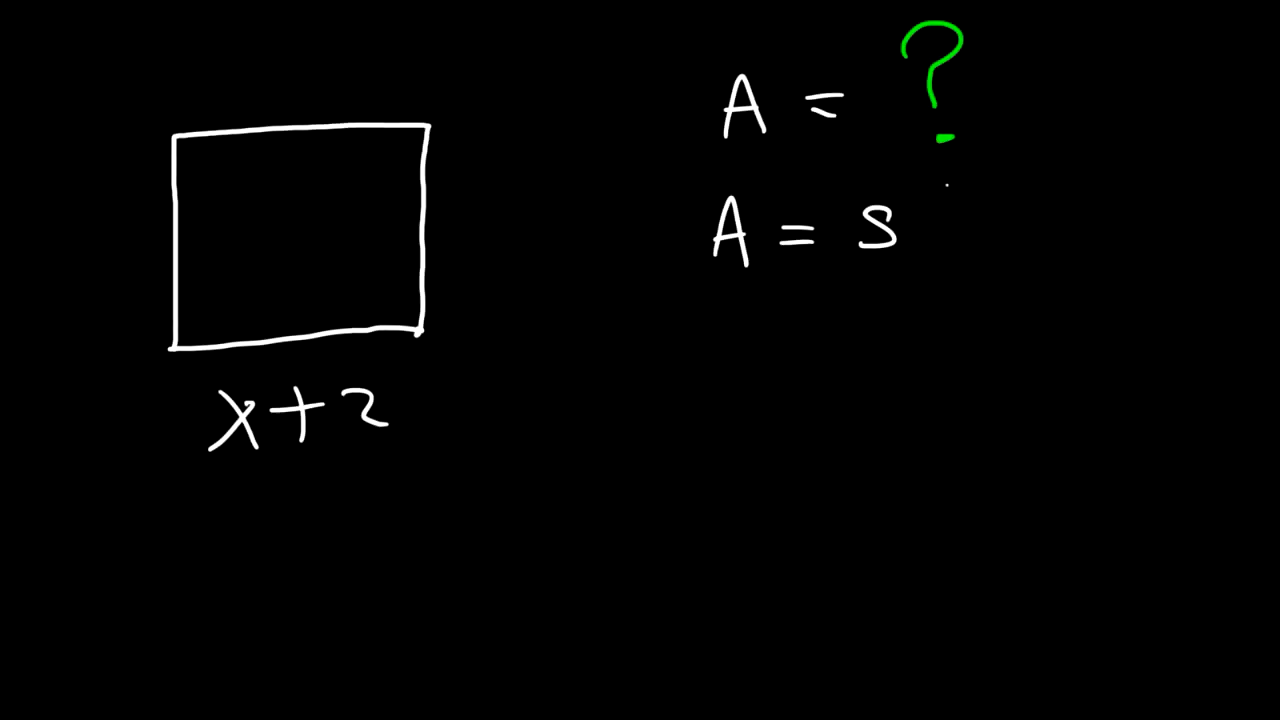 A = ?
A = s
x+2